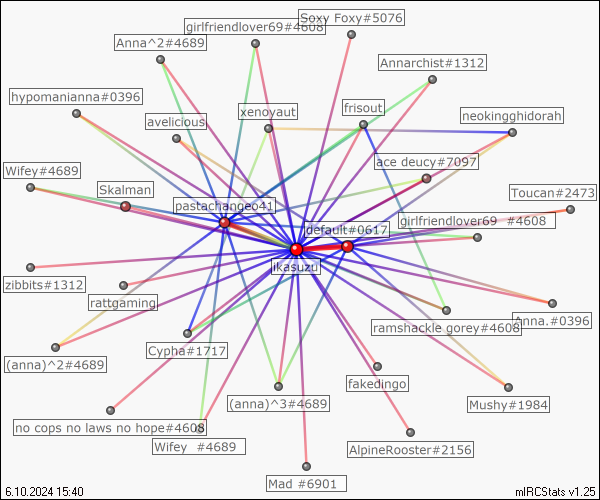 Soxy Foxy#5076
girlfriendlover69#4608
Anna^2#4689
Annarchist#1312
hypomanianna#0396
xenoyaut
frisout
neokingghidorah
avelicious
ace deucy#7097
Wifey#4689
Skalman
Toucan#2473
pastachange41
girlfriendlover69 #4608
default#0617
ikasuzu
zibbits#1312
rattgaming
ramshackle gorey#4608
Anna.#0396
Cypha#1717
(anna)^2#4689
fakedingo
(anna)^3#4689
Mushy#1984
no cops no laws no hope#4608
Wifey #4689
AlpineRooster#2156
Mad #6901
6.10.2024 15:40
mIRCStats v1.25